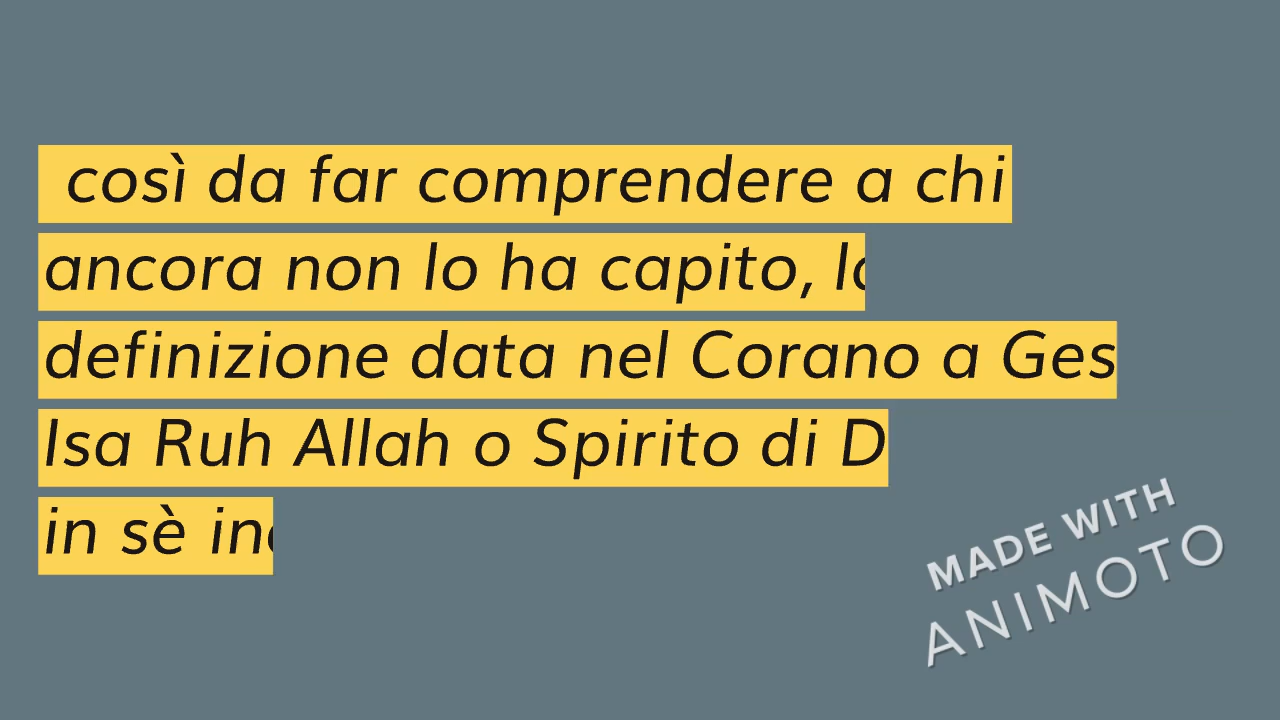 così da far comprendere a chi
ancora non lo ha capito,
definizione data nel Corano a Ges
Isa Ruh Allah o Spirito di D
in sè
MADE WITH
ANIMOTO